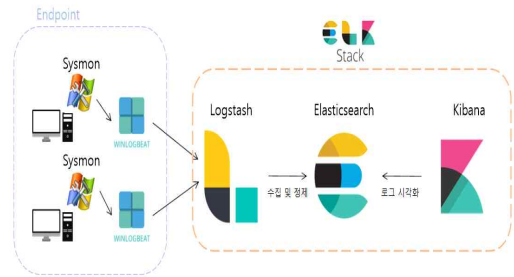 Endpoint
Stack
Sysmon
WINLOGBEAT
Sysmon
WINLOGBEAT
Logstash
Elasticsearch
Kibana
수집 및 정제
로그 시각화